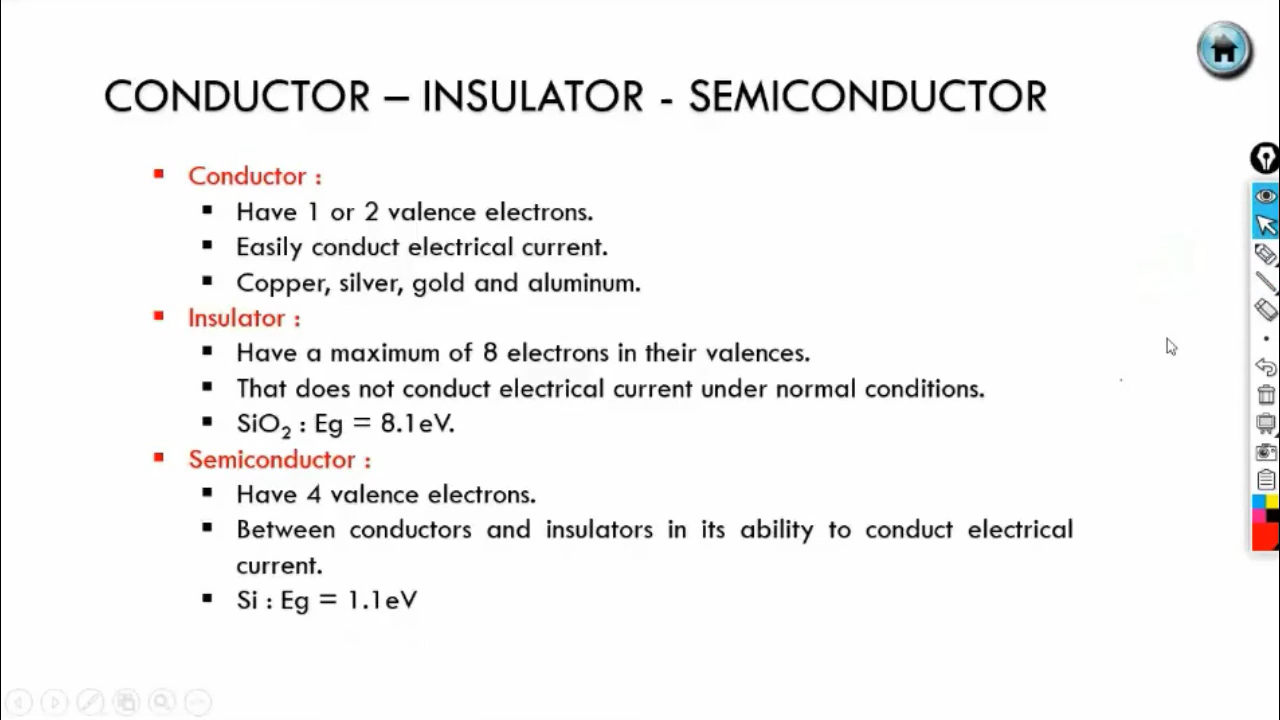 CONDUCTOR – INSULATOR - SEMICONDUCTOR
▪ Conductor :
▪ Have 1 or 2 valence electrons.
▪ Easily conduct electrical current.
▪ Copper, silver, gold and aluminum.
▪ Insulator :
▪ Have a maximum of 8 electrons in their valences.
▪ That does not conduct electrical current under normal conditions.
▪ SiO₂ : Eg = 8.1eV.
▪ Semiconductor :
▪ Have 4 valence electrons.
▪ Between conductors and insulators in its ability to conduct electrical
current.
▪ Si : Eg = 1.1eV